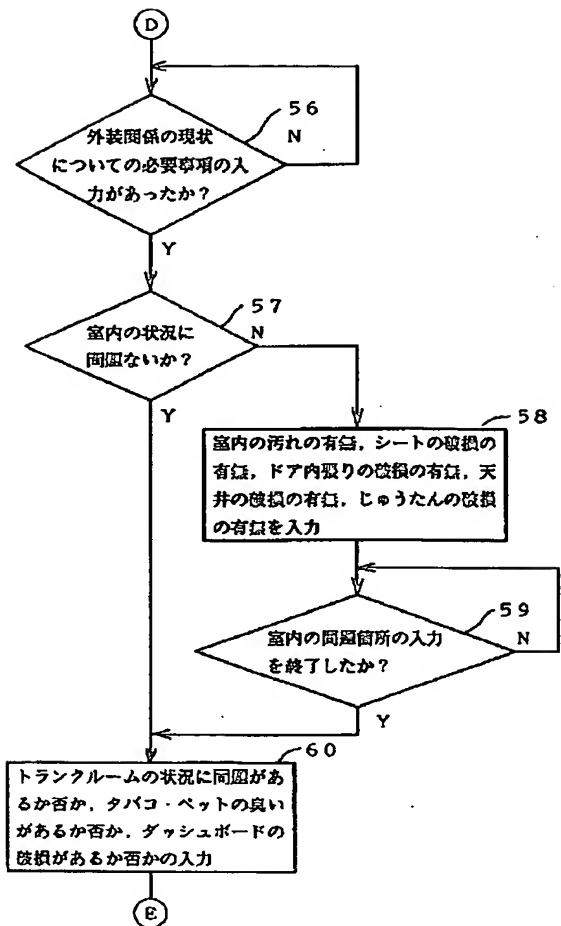 D
56
外装関係の現状
についての必要事項の入
力があったか？
N
Y
57
室内の状況に
問題ないか？
N
Y
58
室内の汚れの有無，シートの破損の
有無，ドア内張りの破損の有無，天
井の破損の有無，じゅうたんの破損
の有無を入力
59
室内の問題箇所の入力
を終了したか？
N
Y
60
トランクルームの状況に問題があ
るか否か，タバコ・ペットの臭い
があるか否か，ダッシュボードの
破損があるか否かの入力
E